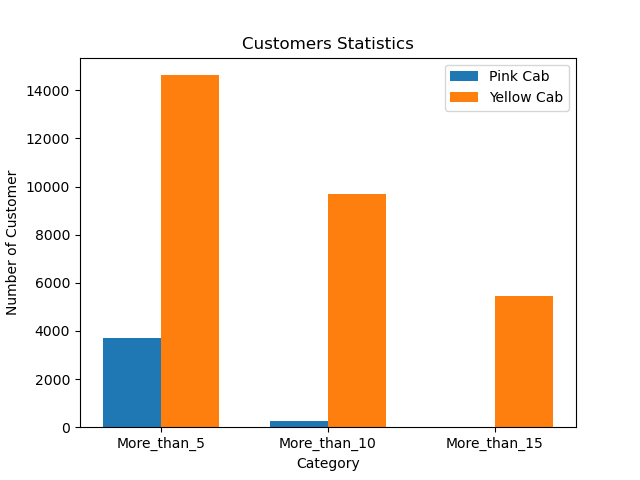 Customers Statistics
Pink Cab
Yellow Cab
Number of Customer
14000
12000
10000
8000
6000
4000
2000
0
More_than_5
More_than_10
More_than_15
Category